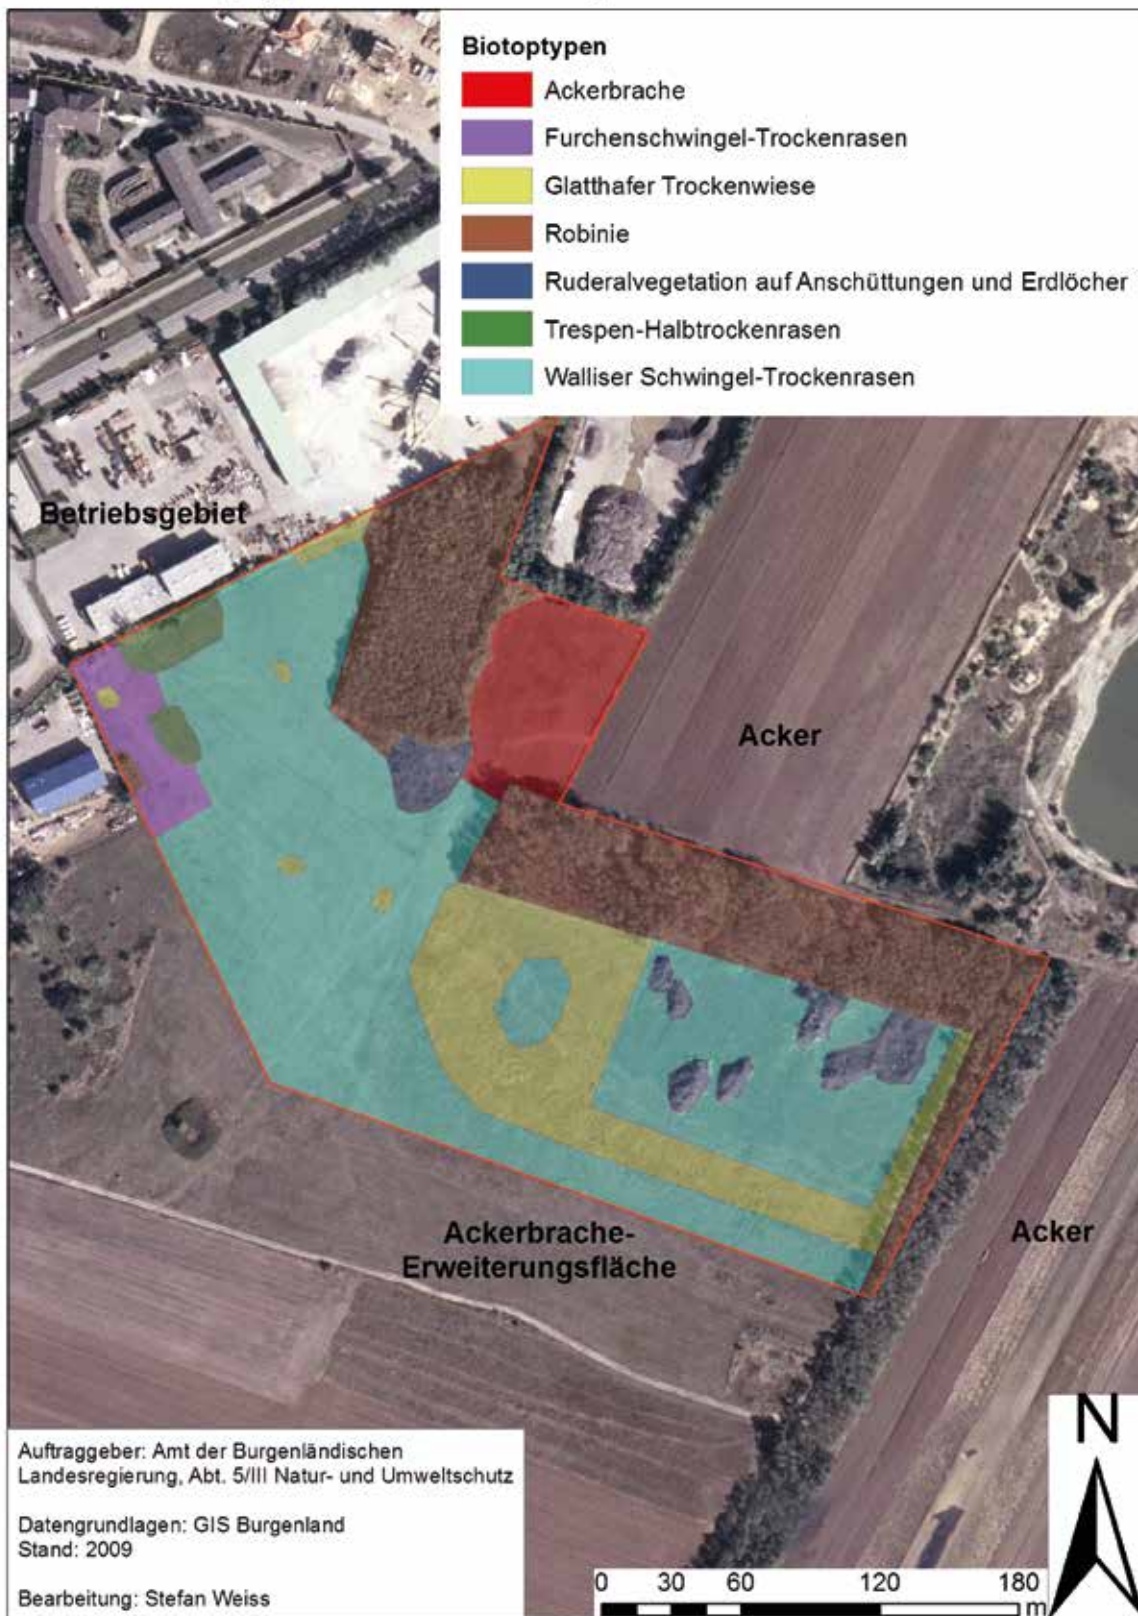 Biotoptypen
Ackerbrache
Furchenschwingel-Trockenrasen
Glatthafer Trockenwiese
Robinie
Ruderalvegetation auf Anschüttungen und Erdlöcher
Trespen-Halbtrockenrasen
Walliser Schwingel-Trockenrasen
Betriebsgebiet
Acker
Ackerbrache-
Erweiterungsfläche
Acker
Auftraggeber: Amt der Burgenländischen
Landesregierung, Abt. 5/III Natur- und Umweltschutz
Datengrundlagen: GIS Burgenland
Stand: 2009
Bearbeitung: Stefan Weiss
N
0 30 60 120 180
m